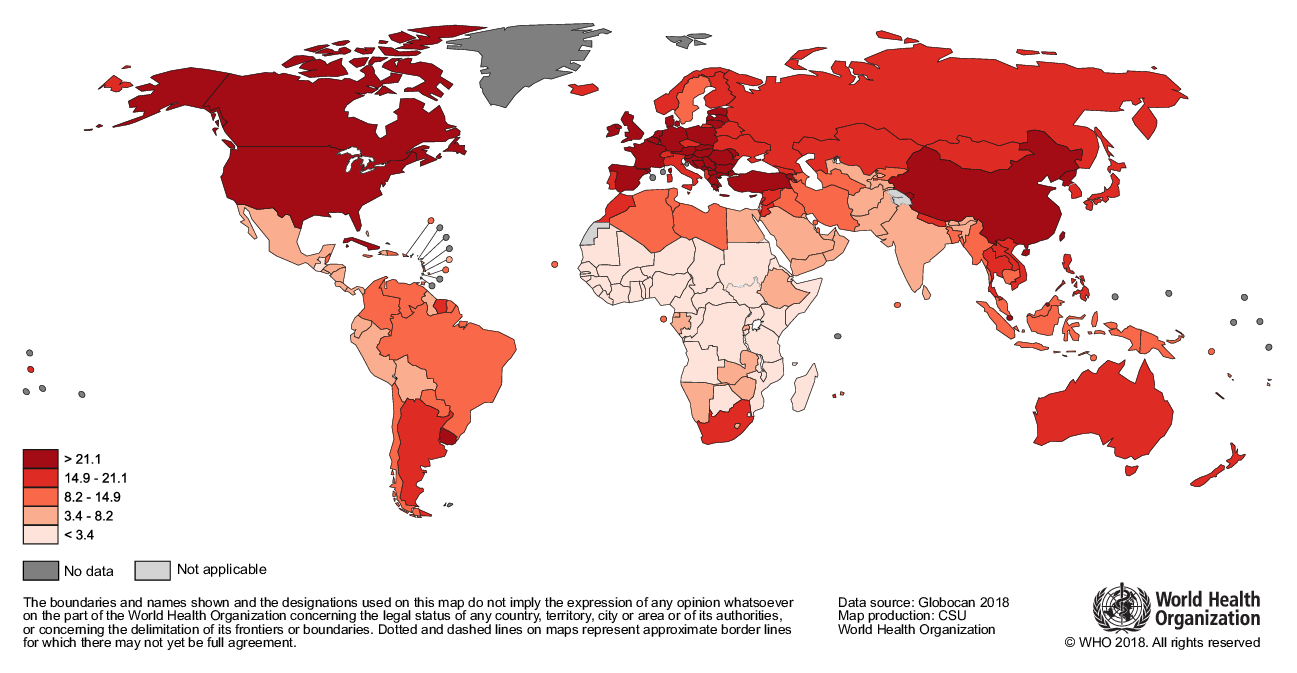 > 21.1
14.9 - 21.1
8.2 - 14.9
3.4 - 8.2
< 3.4
No data
Not applicable
The boundaries and names shown and the designations used on this map do not imply the expression of any opinion whatsoever
on the part of the World Health Organization concerning the legal status of any country, territory, city or area or of its authorities,
or concerning the delimitation of its frontiers or boundaries. Dotted and dashed lines on maps represent approximate border lines
for which there may not yet be full agreement.
Data source: Globocan 2018
Map production: CSU
World Health Organization
World Health
Organization
© WHO 2018. All rights reserved